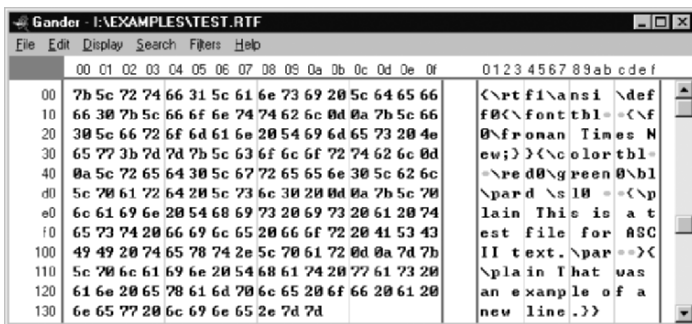 Gander - I:\EXAMPLES\TEST.RTF
File Edit Display Search Filters Help
00 01 02 03 04 05 06 07 08 09 0a 0b 0c 0d 0e 0f 0123 4567 89ab cdef
00 7b 5c 72 74 66 31 5c 61 6e 73 69 20 5c 64 65 66 {\rtf1\ansi \def
10 66 30 7b 5c 66 6f 6e 74 74 62 6c 0d 0a 7b 5c 66 f0{\fonttbl··{\f
20 30 5c 66 72 6f 6d 61 6e 20 54 69 6d 65 73 20 4e 0\froman Times N
30 65 77 3b 7d 7d 7b 5c 63 6f 6c 6f 72 74 62 6c 0d ew;}}{\colortbl·
40 0a 5c 72 65 64 30 5c 67 72 65 65 6e 30 5c 62 6c ·\red0\green0\bl
d0 5c 70 61 72 64 20 5c 73 6c 30 20 0d 0a 7b 5c 70 \pard \sl0 ··{\p
e0 6c 61 69 6e 20 54 68 69 73 20 69 73 20 61 20 74 lain This is a t
f0 65 73 74 20 66 69 6c 65 20 66 6f 72 20 41 53 43 est file for ASC
100 49 49 20 74 65 78 74 2e 5c 70 61 72 0d 0a 7d 7b II text.\par··}{
110 5c 70 6c 61 69 6e 20 54 68 61 74 20 77 61 73 20 \plain That was
120 61 6e 20 65 78 61 6d 70 6c 65 20 6f 66 20 61 20 an example of a
130 6e 65 77 20 6c 69 6e 65 2e 7d 7d new line.}}